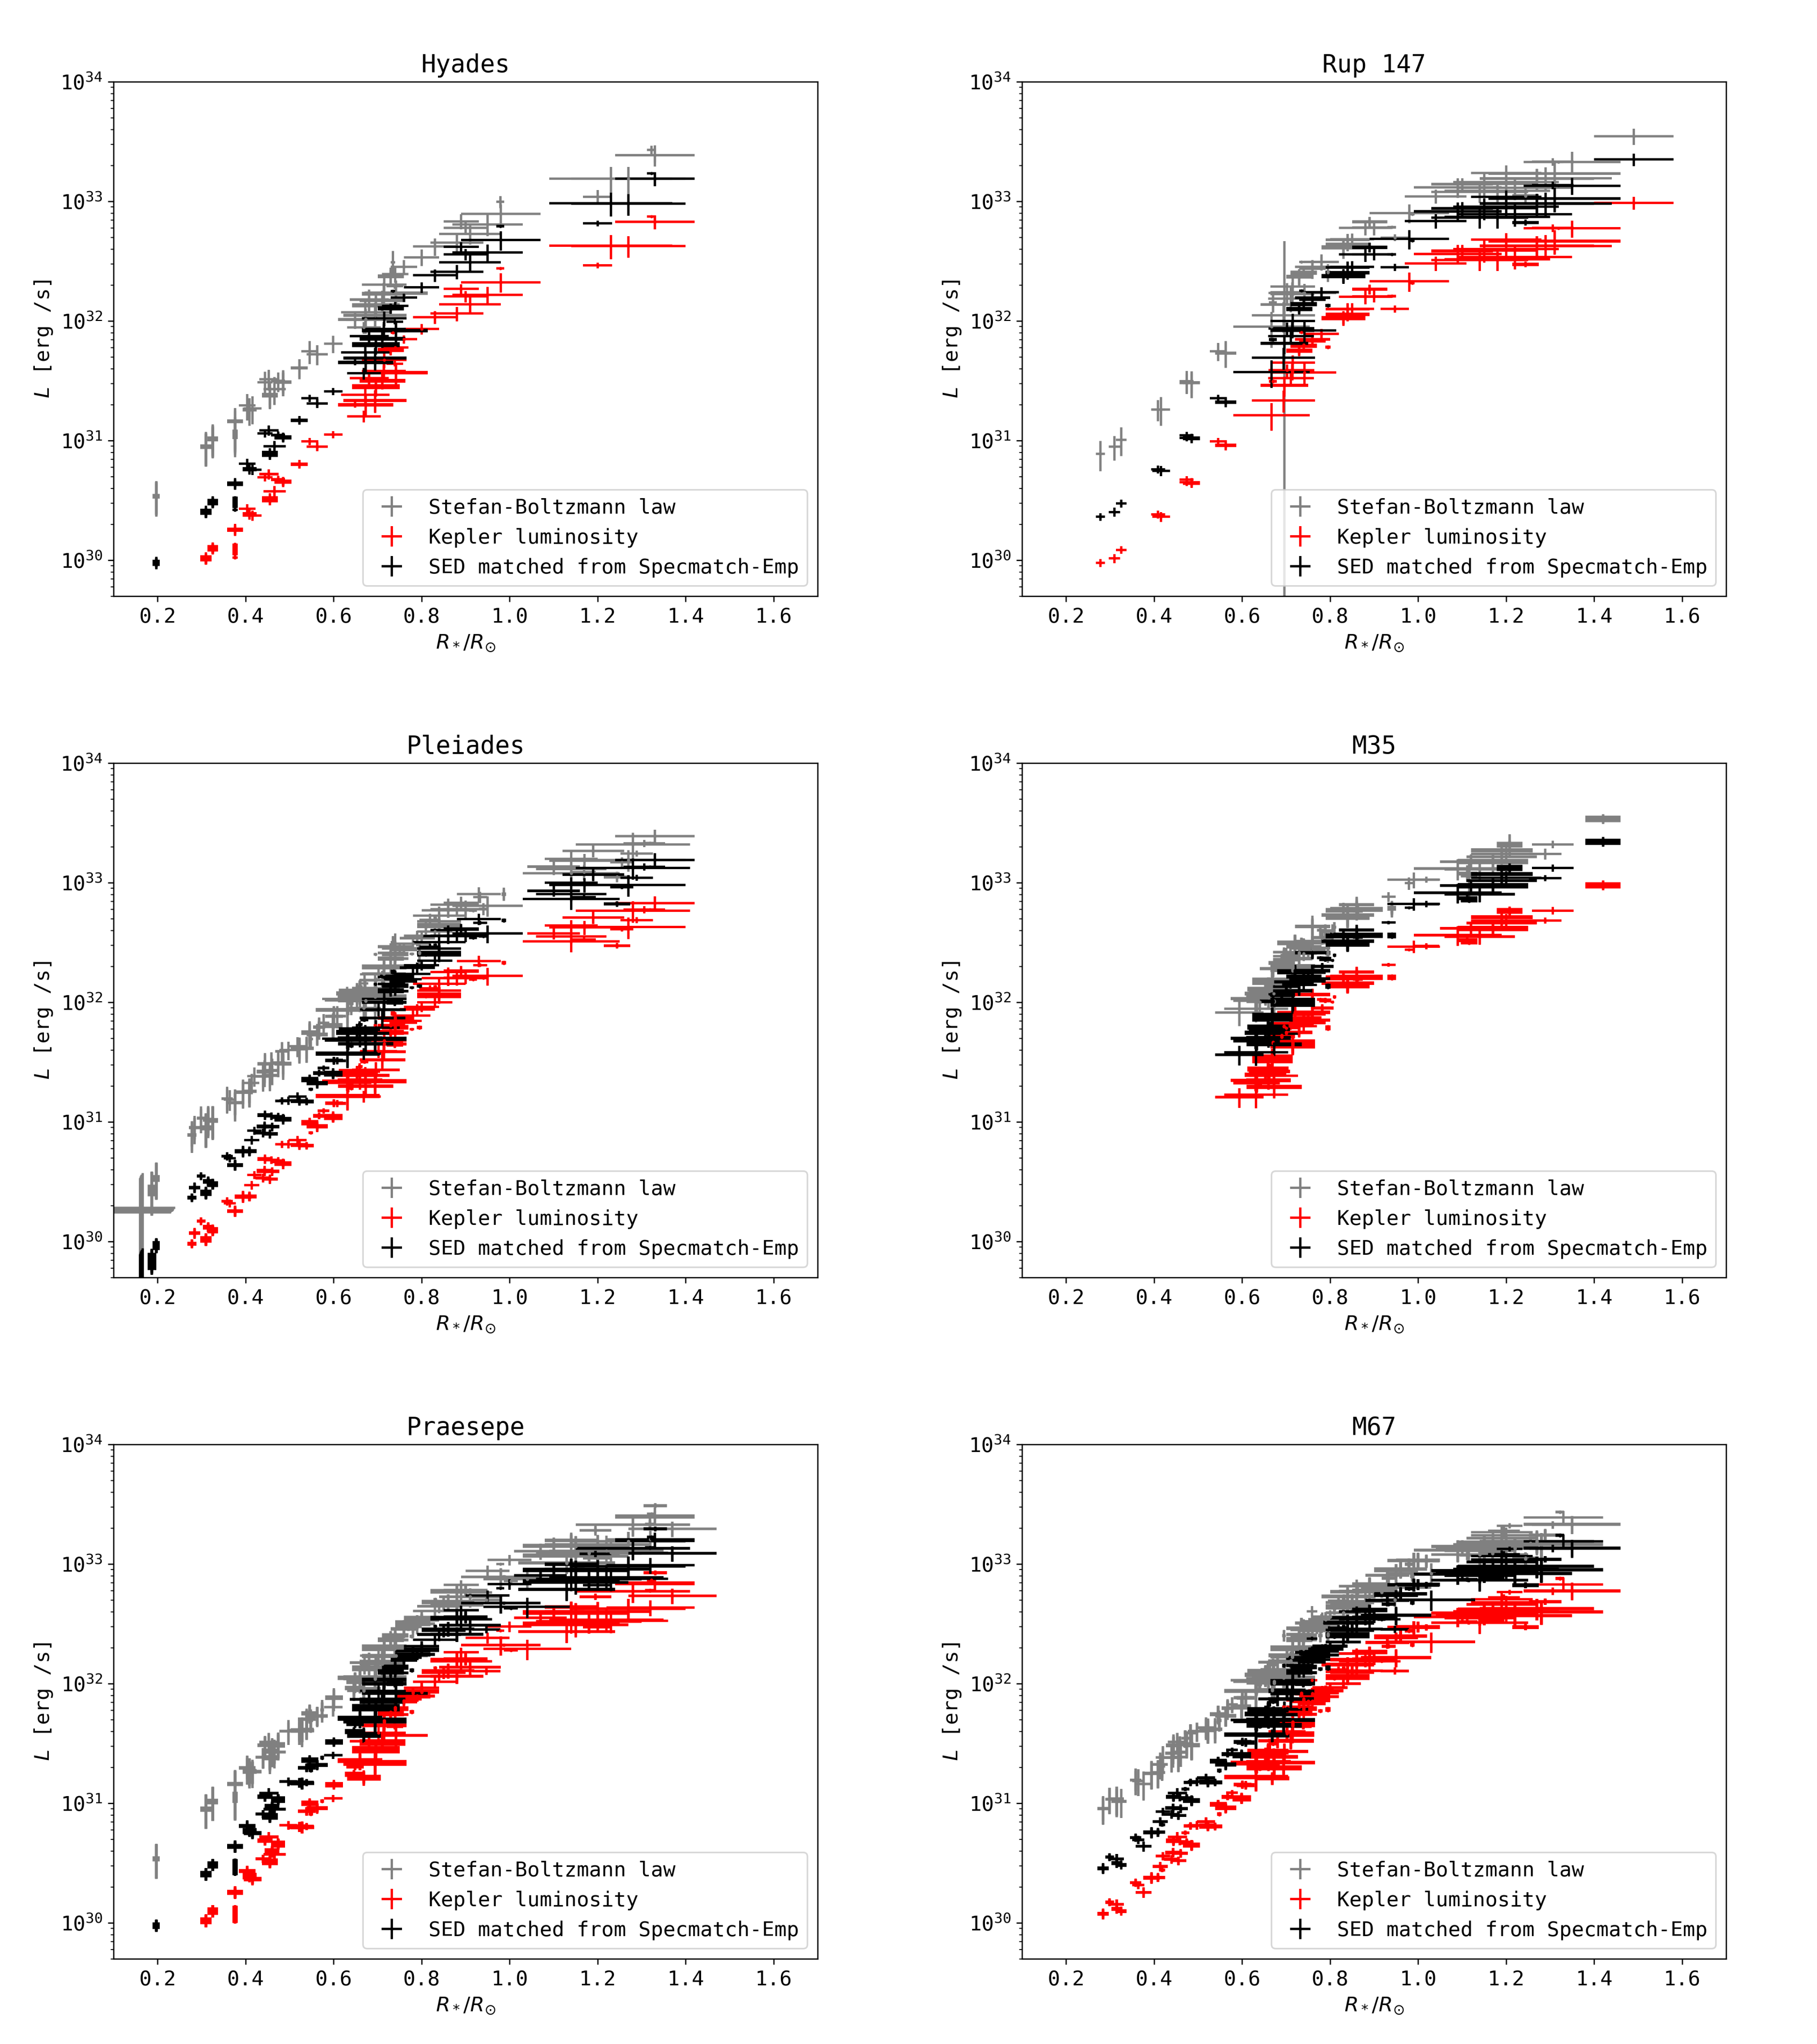 Hyades
10^34
10^33
10^32
10^31
10^30
L [erg /s]
0.2 0.4 0.6 0.8 1.0 1.2 1.4 1.6
R*/R⊙
Stefan-Boltzmann law
Kepler luminosity
SED matched from Specmatch-Emp
Rup 147
10^34
10^33
10^32
10^31
10^30
L [erg /s]
0.2 0.4 0.6 0.8 1.0 1.2 1.4 1.6
R*/R⊙
Stefan-Boltzmann law
Kepler luminosity
SED matched from Specmatch-Emp
Pleiades
10^34
10^33
10^32
10^31
10^30
L [erg /s]
0.2 0.4 0.6 0.8 1.0 1.2 1.4 1.6
R*/R⊙
Stefan-Boltzmann law
Kepler luminosity
SED matched from Specmatch-Emp
M35
10^34
10^33
10^32
10^31
10^30
L [erg /s]
0.2 0.4 0.6 0.8 1.0 1.2 1.4 1.6
R*/R⊙
Stefan-Boltzmann law
Kepler luminosity
SED matched from Specmatch-Emp
Praesepe
10^34
10^33
10^32
10^31
10^30
L [erg /s]
0.2 0.4 0.6 0.8 1.0 1.2 1.4 1.6
R*/R⊙
Stefan-Boltzmann law
Kepler luminosity
SED matched from Specmatch-Emp
M67
10^34
10^33
10^32
10^31
10^30
L [erg /s]
0.2 0.4 0.6 0.8 1.0 1.2 1.4 1.6
R*/R⊙
Stefan-Boltzmann law
Kepler luminosity
SED matched from Specmatch-Emp